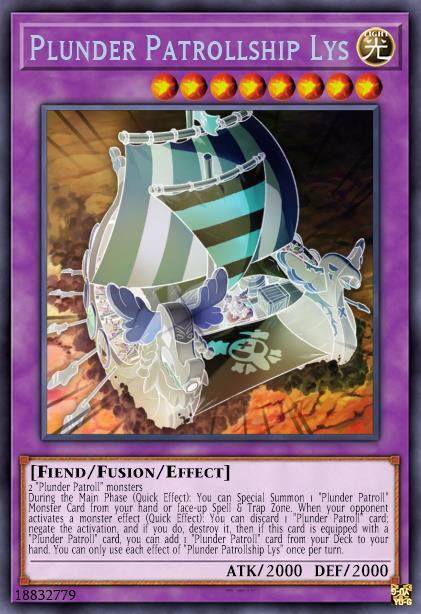 PLUNDER PATROLLSHIP LYS
LIGHT
光
[FIEND/FUSION/EFFECT]
2 "Plunder Patroll" monsters
During the Main Phase (Quick Effect): You can Special Summon 1 "Plunder Patroll"
Monster Card from your hand or face-up Spell & Trap Zone. When your opponent
activates a monster effect (Quick Effect): You can discard 1 "Plunder Patroll" card;
negate the activation, and if you do, destroy it, then if this card is equipped with a
"Plunder Patroll" card, you can add 1 "Plunder Patroll" card from your Deck to your
hand. You can only use each effect of "Plunder Patrollship Lys" once per turn.
ATK/2000 DEF/2000
18832779